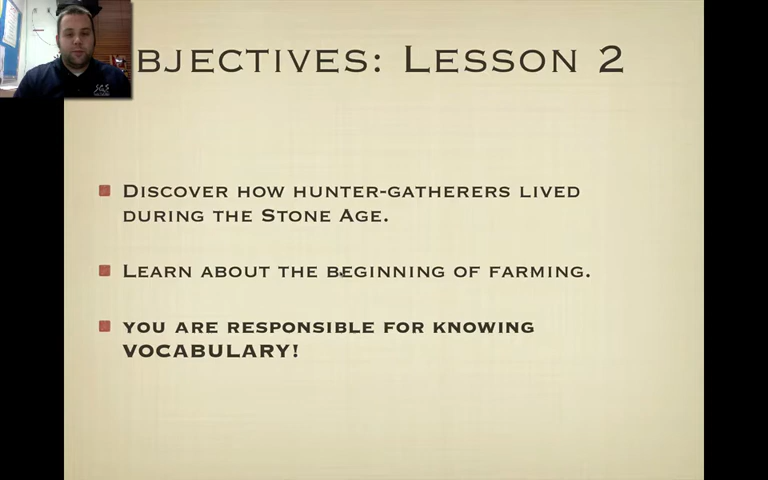 BJECTIVES: LESSON 2
DISCOVER HOW HUNTER-GATHERERS LIVED
DURING THE STONE AGE.
LEARN ABOUT THE BEGINNING OF FARMING.
YOU ARE RESPONSIBLE FOR KNOWING
VOCABULARY!